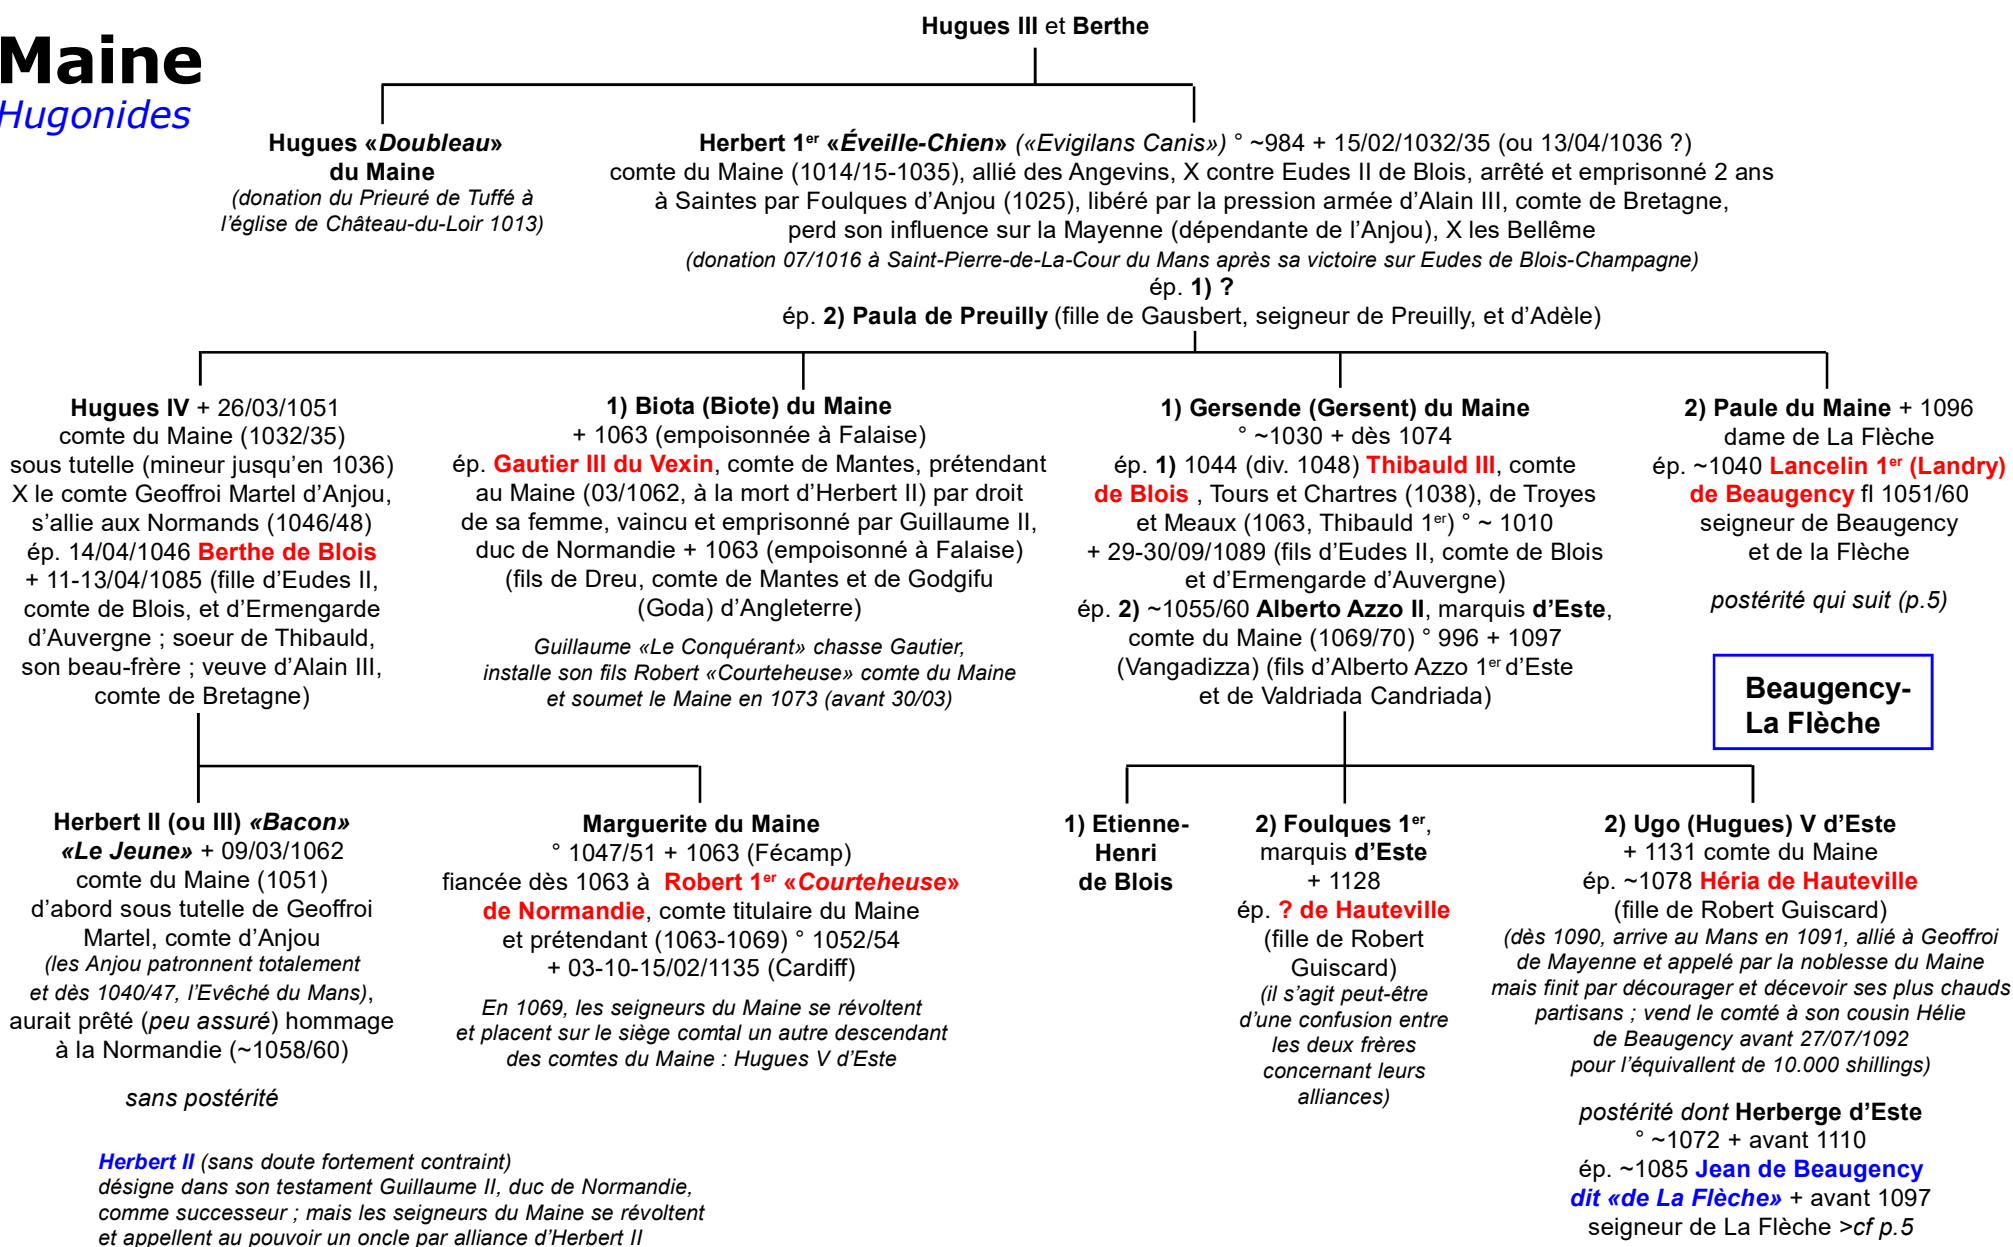 Maine
Hugonides
Hugues III et Berthe
Hugues «Doubleau»
du Maine
(donation du Prieuré de Tuffé à
l'église de Château-du-Loir 1013)
Herbert 1er «Éveille-Chien» («Evigilans Canis») ° ~984 + 15/02/1032/35 (ou 13/04/1036 ?)
comte du Maine (1014/15-1035), allié des Angevins, X contre Eudes II de Blois, arrêté et emprisonné 2 ans
à Saintes par Foulques d'Anjou (1025), libéré par la pression armée d'Alain III, comte de Bretagne,
perd son influence sur la Mayenne (dépendante de l'Anjou), X les Bellême
(donation 07/1016 à Saint-Pierre-de-La-Cour du Mans après sa victoire sur Eudes de Blois-Champagne)
ép. 1) ?
ép. 2) Paula de Preuilly (fille de Gausbert, seigneur de Preuilly, et d'Adèle)
Hugues IV + 26/03/1051
comte du Maine (1032/35)
sous tutelle (mineur jusqu'en 1036)
X le comte Geoffroi Martel d'Anjou,
s'allie aux Normands (1046/48)
ép. 14/04/1046 Berthe de Blois
+ 11-13/04/1085 (fille d'Eudes II,
comte de Blois, et d'Ermengarde
d'Auvergne ; soeur de Thibauld,
son beau-frère ; veuve d'Alain III,
comte de Bretagne)
1) Biota (Biote) du Maine
+ 1063 (empoisonnée à Falaise)
ép. Gautier III du Vexin, comte de Mantes, prétendant
au Maine (03/1062, à la mort d'Herbert II) par droit
de sa femme, vaincu et emprisonné par Guillaume II,
duc de Normandie + 1063 (empoisonné à Falaise)
(fils de Dreu, comte de Mantes et de Godgifu
(Goda) d'Angleterre)
Guillaume «Le Conquérant» chasse Gautier,
installe son fils Robert «Courteheuse» comte du Maine
et soumet le Maine en 1073 (avant 30/03)
1) Gersende (Gersent) du Maine
° ~1030 + dès 1074
ép. 1) 1044 (div. 1048) Thibauld III, comte
de Blois , Tours et Chartres (1038), de Troyes
et Meaux (1063, Thibauld 1er) ° ~ 1010
+ 29-30/09/1089 (fils d'Eudes II, comte de Blois
et d'Ermengarde d'Auvergne)
ép. 2) ~1055/60 Alberto Azzo II, marquis d'Este,
comte du Maine (1069/70) ° 996 + 1097
(Vangadizza) (fils d'Alberto Azzo 1er d'Este
et de Valdriada Candriada)
2) Paule du Maine + 1096
dame de La Flèche
ép. ~1040 Lancelin 1er (Landry)
de Beaugency fl 1051/60
seigneur de Beaugency
et de la Flèche
postérité qui suit (p.5)
Beaugency-
La Flèche
Herbert II (ou III) «Bacon»
«Le Jeune» + 09/03/1062
comte du Maine (1051)
d'abord sous tutelle de Geoffroi
Martel, comte d'Anjou
(les Anjou patronnent totalement
et dès 1040/47, l'Evêché du Mans),
aurait prêté (peu assuré) hommage
à la Normandie (~1058/60)
sans postérité
Marguerite du Maine
° 1047/51 + 1063 (Fécamp)
fiancée dès 1063 à Robert 1er «Courteheuse»
de Normandie, comte titulaire du Maine
et prétendant (1063-1069) ° 1052/54
+ 03-10-15/02/1135 (Cardiff)
En 1069, les seigneurs du Maine se révoltent
et placent sur le siège comtal un autre descendant
des comtes du Maine : Hugues V d'Este
1) Etienne-
Henri
de Blois
2) Foulques 1er,
marquis d'Este
+ 1128
ép. ? de Hauteville
(fille de Robert
Guiscard)
(il s'agit peut-être
d'une confusion entre
les deux frères
concernant leurs
alliances)
2) Ugo (Hugues) V d'Este
+ 1131 comte du Maine
ép. ~1078 Héria de Hauteville
(fille de Robert Guiscard)
(dès 1090, arrive au Mans en 1091, allié à Geoffroi
de Mayenne et appelé par la noblesse du Maine
mais finit par décourager et décevoir ses plus chauds
partisans ; vend le comté à son cousin Hélie
de Beaugency avant 27/07/1092
pour l'équivallent de 10.000 shillings)
postérité dont Herberge d'Este
° ~1072 + avant 1110
ép. ~1085 Jean de Beaugency
dit «de La Flèche» + avant 1097
seigneur de La Flèche >cf p.5
Herbert II (sans doute fortement contraint)
désigne dans son testament Guillaume II, duc de Normandie,
comme successeur ; mais les seigneurs du Maine se révoltent
et appellent au pouvoir un oncle par alliance d'Herbert II